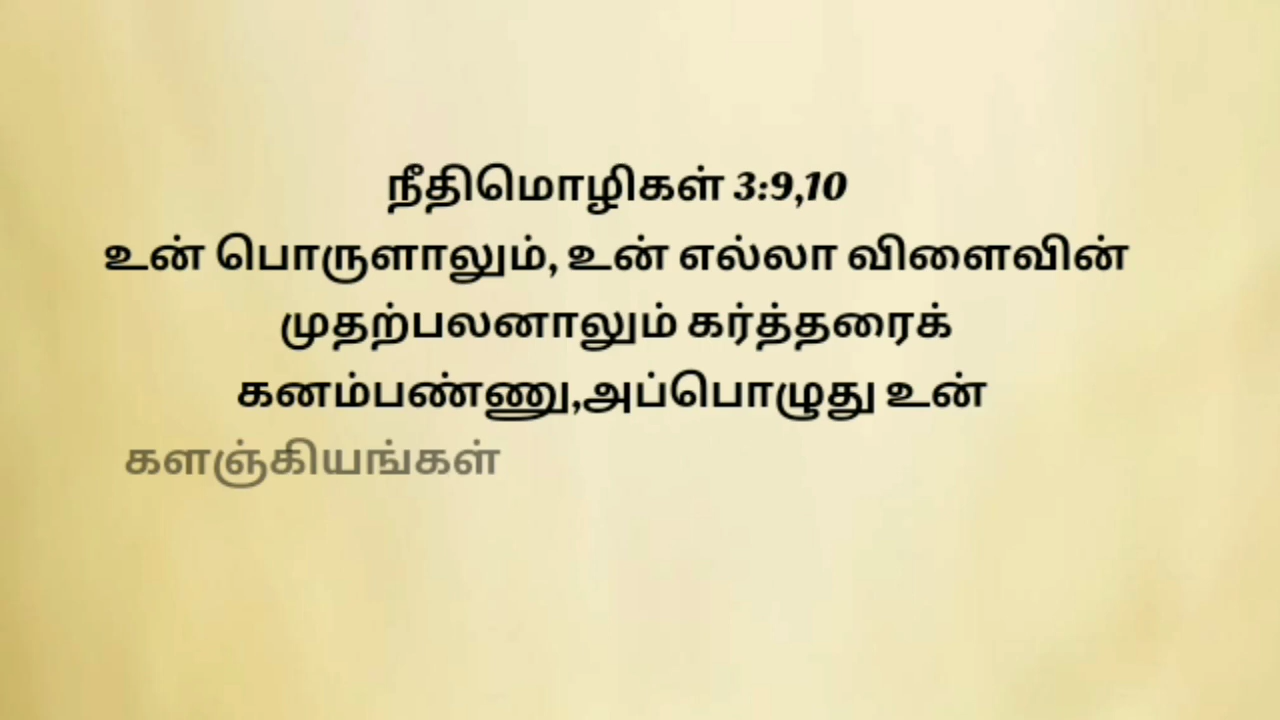 நீதிமொழிகள் 3:9,10
உன் பொருளாலும், உன் எல்லா விளைவின்
முதற்பலனாலும் கர்த்தரைக்
கனம்பண்ணு,அப்பொழுது உன்
களஞ்கியங்கள்